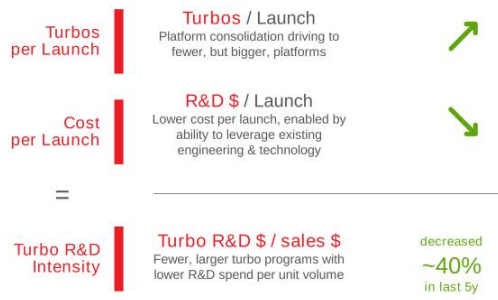 Turbos
per Launch
Turbos / Launch
Platform consolidation driving to
fewer, but bigger, platforms
Cost
per Launch
R&D $ / Launch
Lower cost per launch, enabled by
ability to leverage existing
engineering & technology
=
Turbo R&D
Intensity
Turbo R&D $ / sales $
Fewer, larger turbo programs with
lower R&D spend per unit volume
decreased
~40%
in last 5y